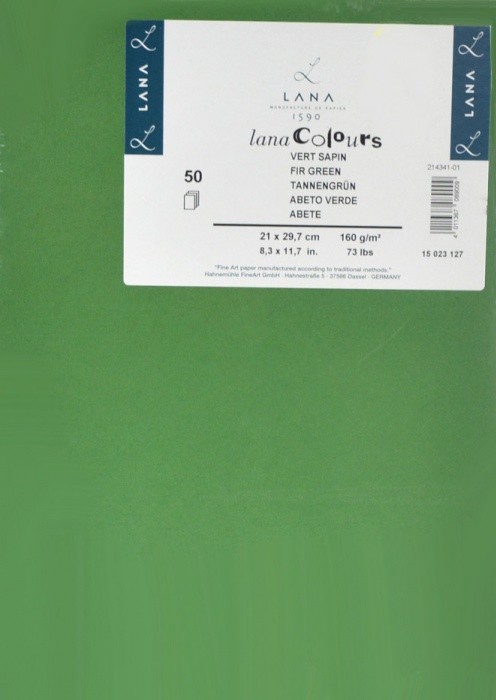 LANA
LANA
MANUFACTURE DE PAPIER
1590
LANA
lana Colours
VERT SAPIN
FIR GREEN
TANNENGRÜN
ABETO VERDE
ABETE
50
21 x 29,7 cm 160 g/m²
8,3 x 11,7 in. 73 lbs
214341-01
15 023 127
"Fine Art paper manufactured according to traditional methods."
Hahnemühle FineArt GmbH · Hahnestraße 5 · 37586 Dassel · GERMANY